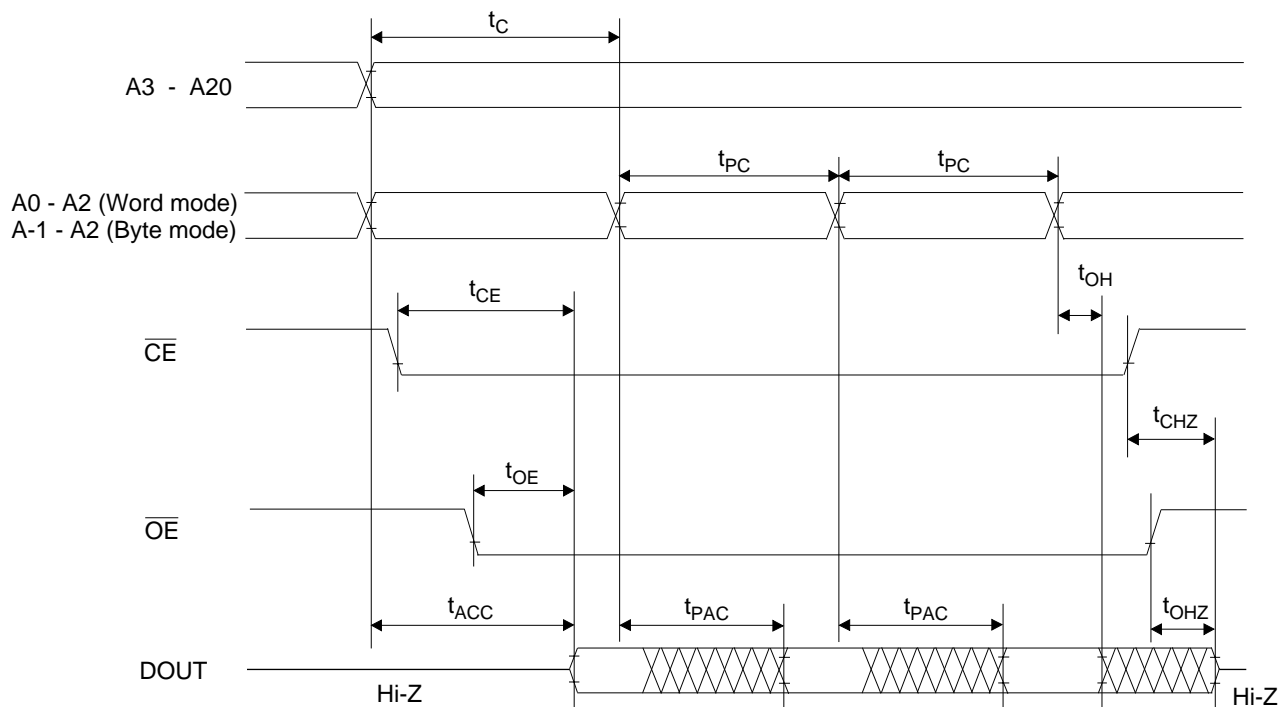 tC
A3 - A20
tPC
tPC
A0 - A2 (Word mode)
A-1 - A2 (Byte mode)
tOH
tCE
CE
tCHZ
tOE
OE
tACC
tPAC
tPAC
tOHZ
DOUT
Hi-Z
Hi-Z